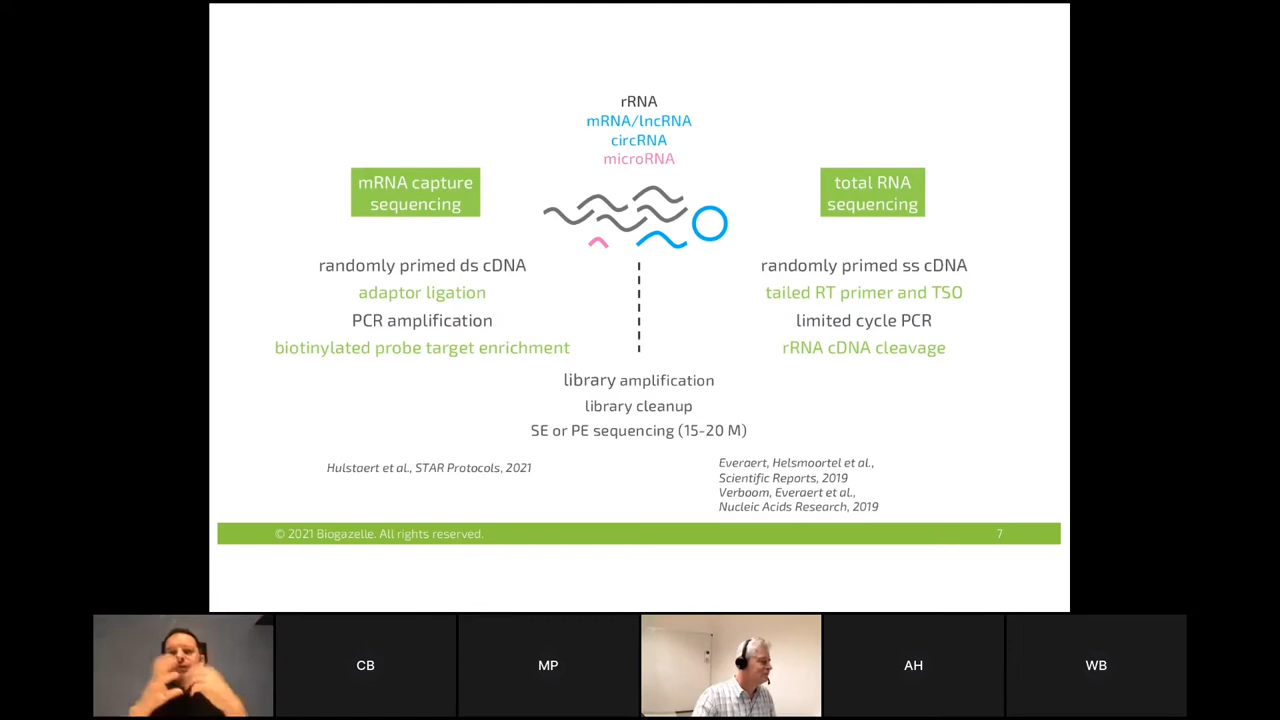 rRNA
mRNA/lncRNA
circRNA
microRNA
mRNA capture
sequencing
total RNA
sequencing
randomly primed ds cDNA
adaptor ligation
PCR amplification
biotinylated probe target enrichment
randomly primed ss cDNA
tailed RT primer and TSO
limited cycle PCR
rRNA cDNA cleavage
library amplification
library cleanup
SE or PE sequencing (15-20 M)
Hulstaert et al., STAR Protocols, 2021
Everaert, Helsmoortel et al.,
Scientific Reports, 2019
Verboom, Everaert et al.,
Nucleic Acids Research, 2019
© 2021 Biogazelle. All rights reserved.
7
CB
MP
AH
WB